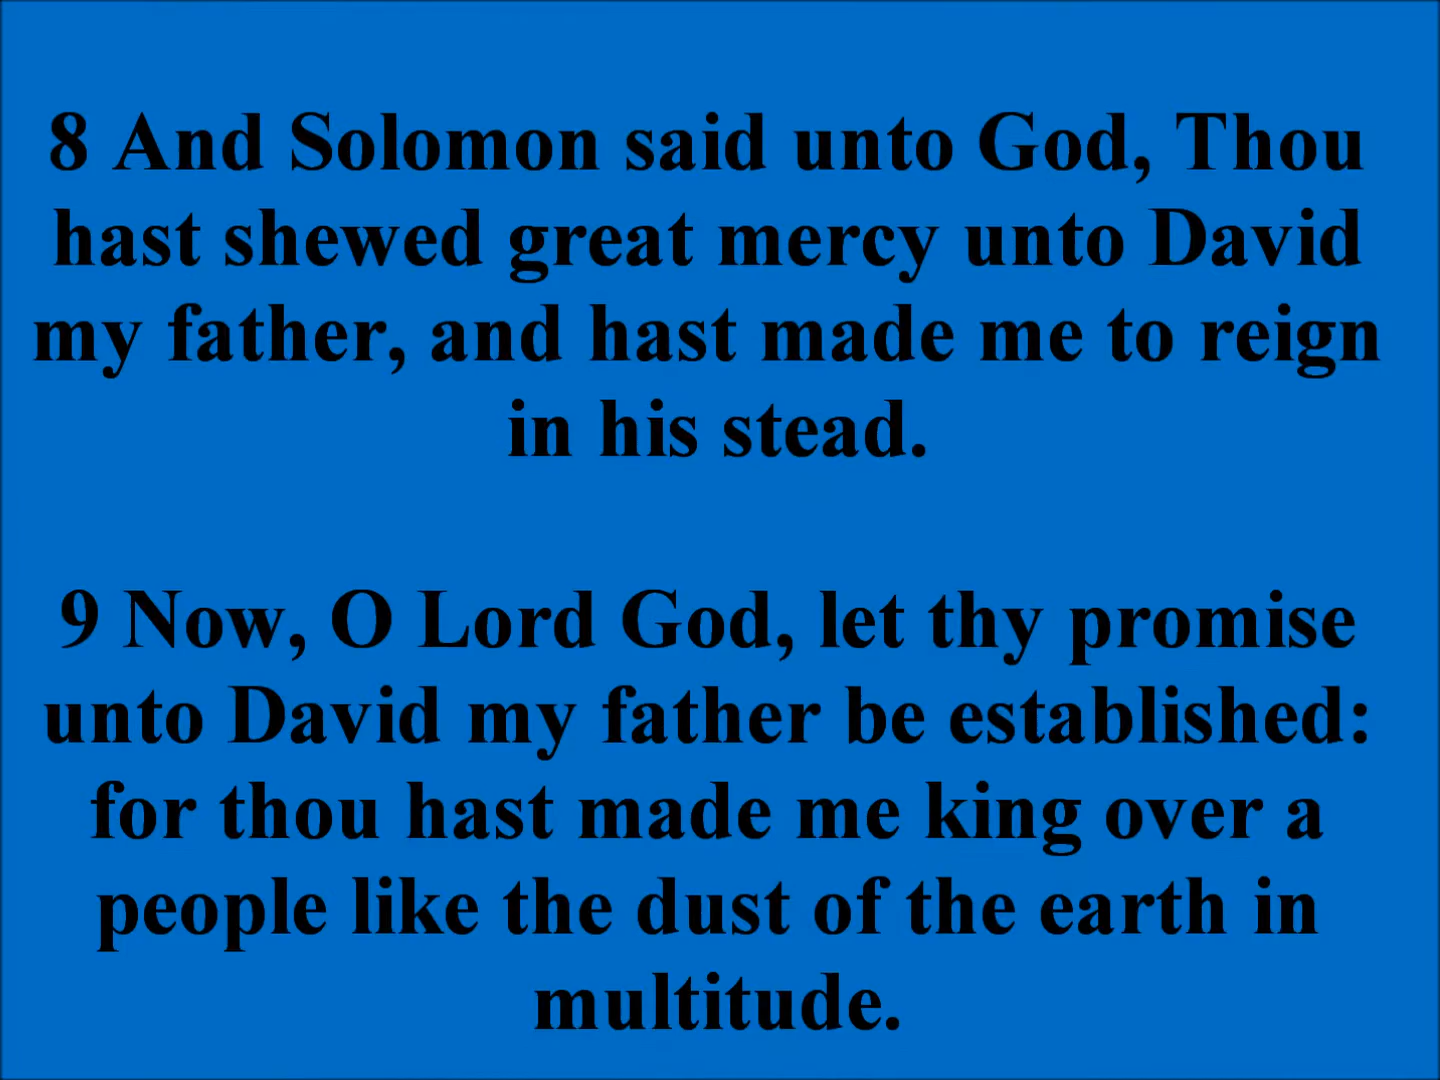 8 And Solomon said unto God, Thou
hast shewed great mercy unto David
my father, and hast made me to reign
in his stead.
9 Now, O Lord God, let thy promise
unto David my father be established:
for thou hast made me king over a
people like the dust of the earth in
multitude.